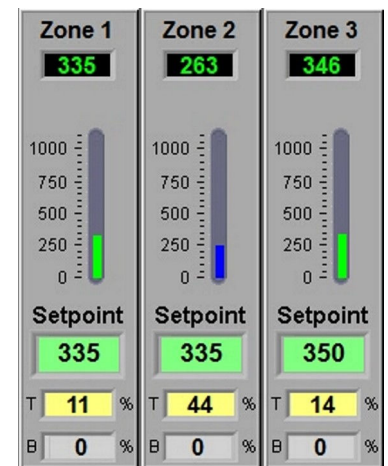 Zone 1 Zone 2 Zone 3
335 263 346
1000 1000 1000
750 750 750
500 500 500
250 250 250
0 0 0
Setpoint Setpoint Setpoint
335 335 350
T 11 % T 44 % T 14 %
B 0 % B 0 % B 0 %